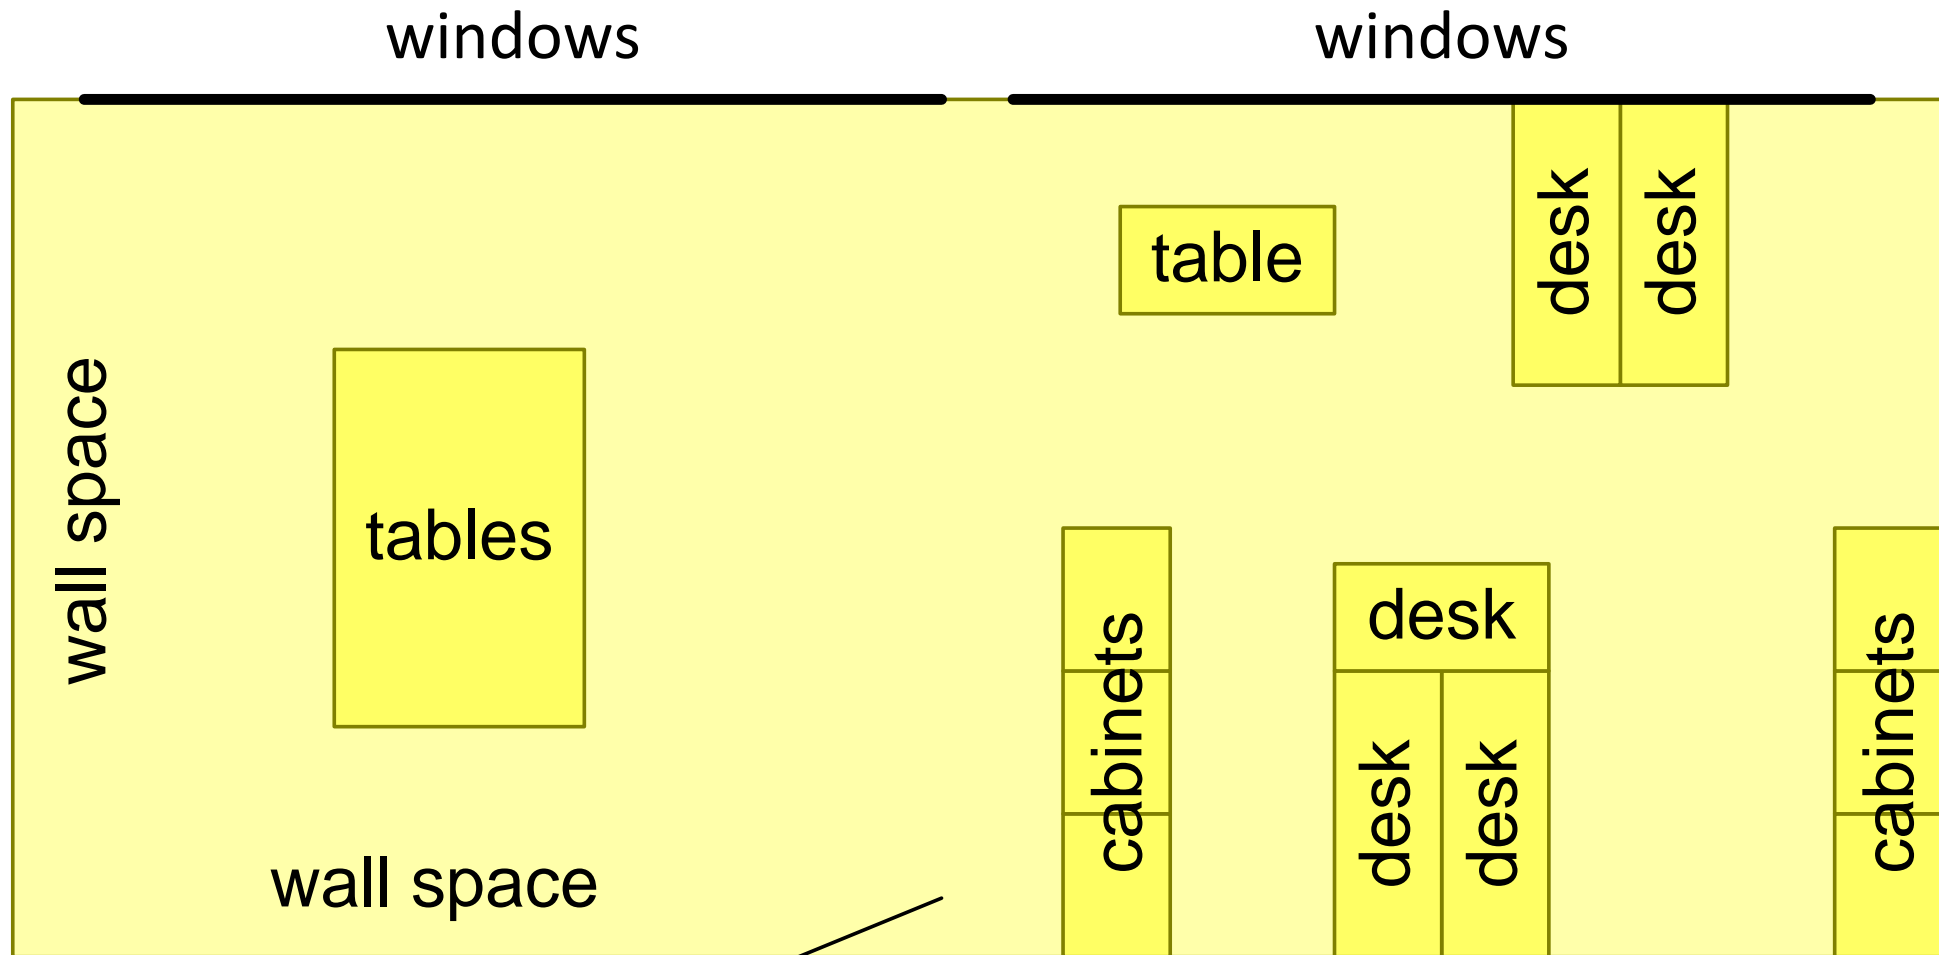 windows
windows
desk
desk
table
wall space
tables
desk
cabinets
cabinets
desk
desk
wall space